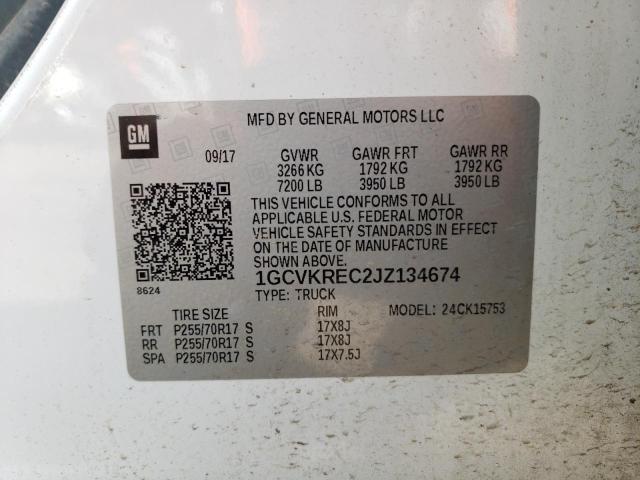 GM
MFD BY GENERAL MOTORS LLC
09/17 GVWR GAWR FRT GAWR RR
3266 KG 1792 KG 1792 KG
7200 LB 3950 LB 3950 LB
THIS VEHICLE CONFORMS TO ALL
APPLICABLE U.S. FEDERAL MOTOR
VEHICLE SAFETY STANDARDS IN EFFECT
ON THE DATE OF MANUFACTURE
SHOWN ABOVE.
8624
1GCVKREC2JZ134674
TYPE: TRUCK MODEL: 24CK15753
TIRE SIZE RIM
FRT P255/70R17 S 17X8J
RR P255/70R17 S 17X8J
SPA P255/70R17 S 17X7.5J